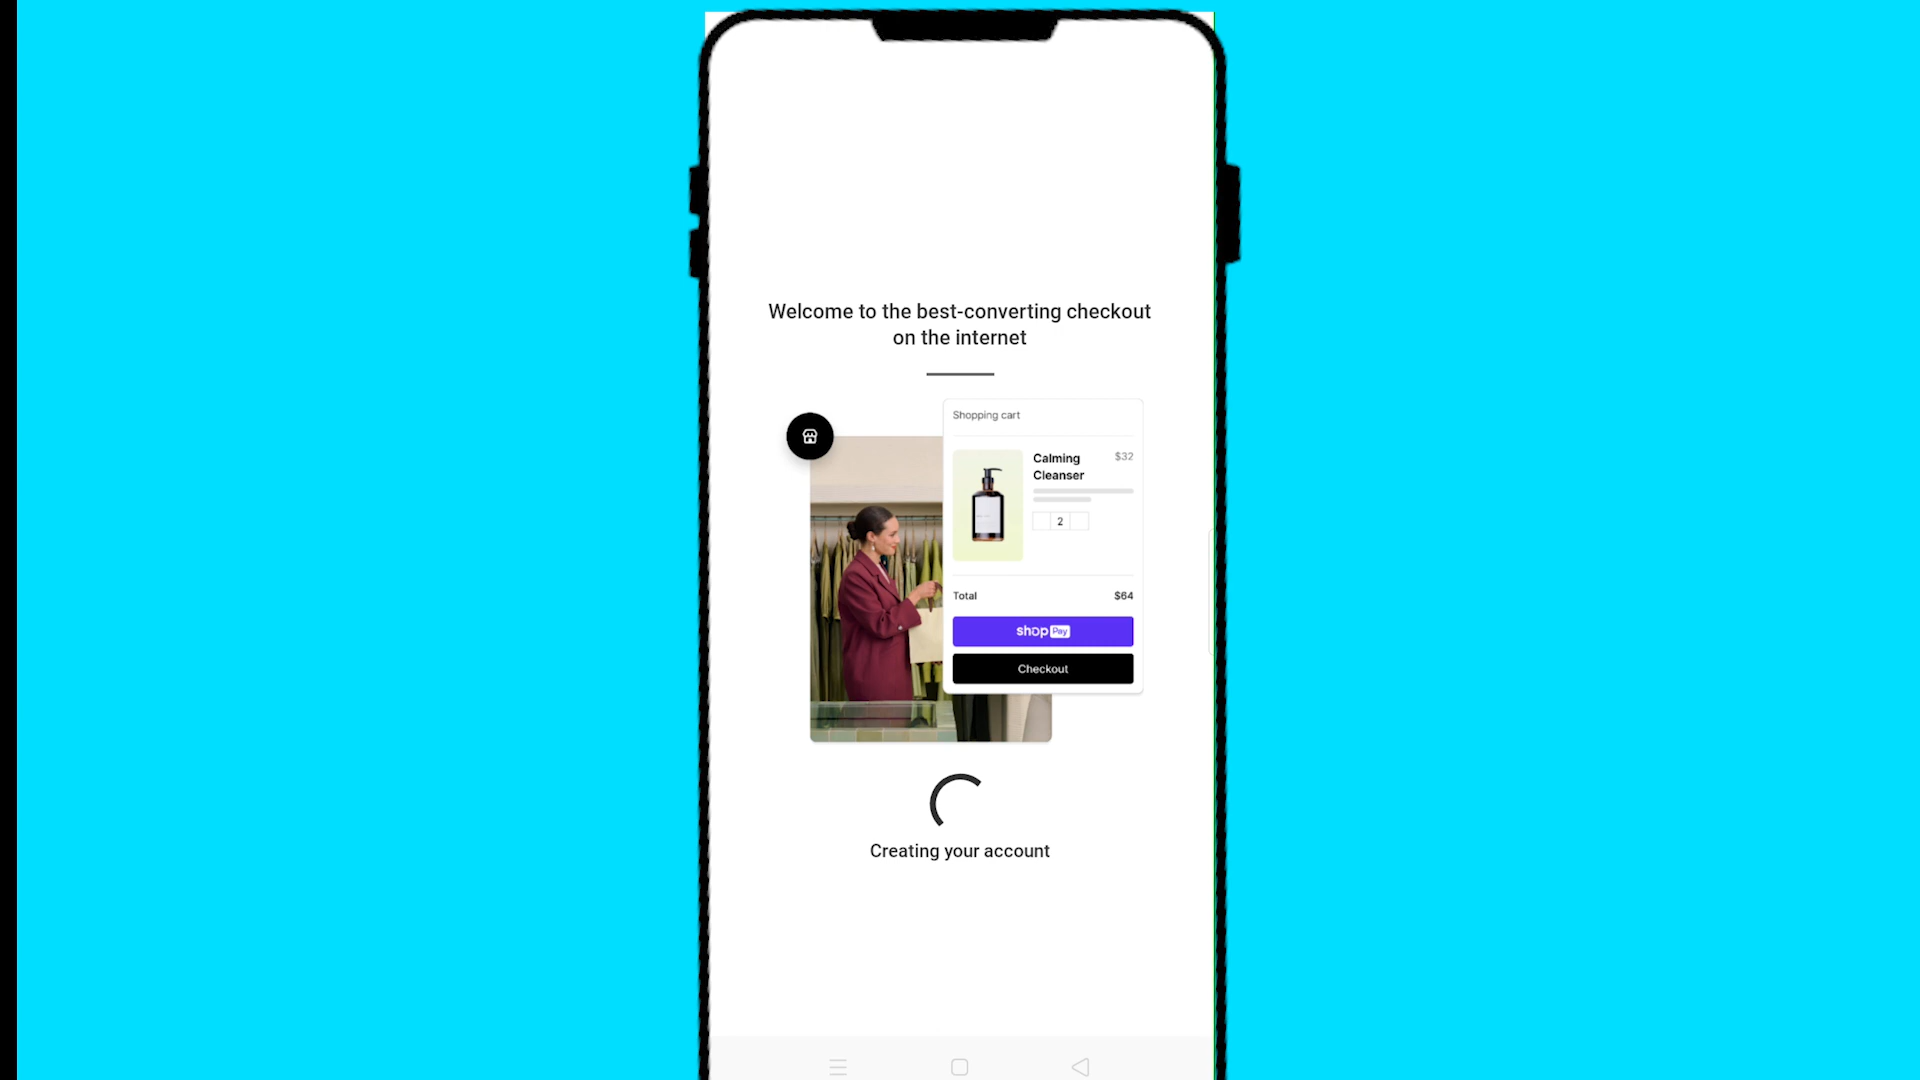 Welcome to the best-converting checkout
on the internet
Shopping cart
Calming
Cleanser
$32
2
Total
$64
shop Pay
Checkout
Creating your account